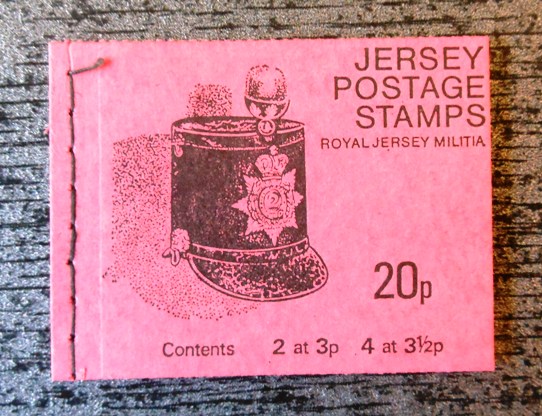 JERSEY
POSTAGE
STAMPS
ROYAL JERSEY MILITIA
2
20p
Contents 2 at 3p 4 at 3½p